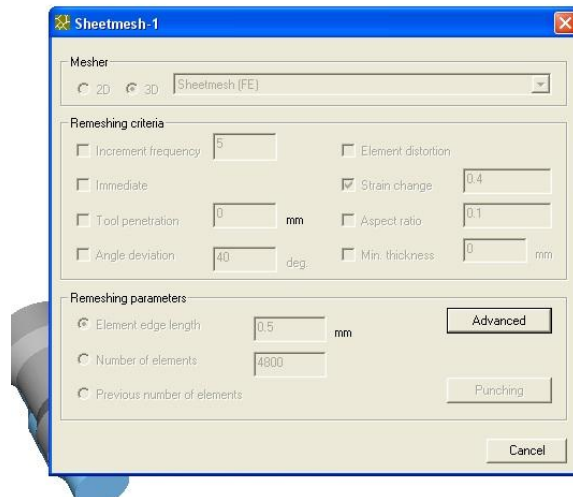 Sheetmesh-1
Mesher
2D 3D Sheetmesh (FE)
Remeshing criteria
Increment frequency 5 Element distortion
Immediate Strain change 0.4
Tool penetration 0 mm Aspect ratio 0.1
Angle deviation 40 deg. Min. thickness 0 mm
Remeshing parameters
Element edge length 0.5 mm Advanced
Number of elements 4800
Previous number of elements Punching
Cancel